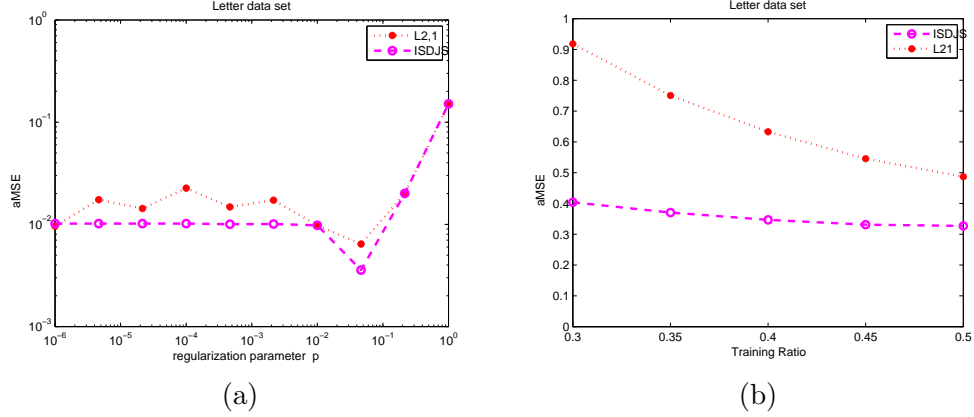 Letter data set
10^0
10^-1
10^-2
10^-3
aMSE
L2,1
ISDJS
10^-6
10^-5
10^-4
10^-3
10^-2
10^-1
10^0
regularization parameter p
(a)
Letter data set
1
0.9
0.8
0.7
0.6
0.5
0.4
0.3
0.2
0.1
0
aMSE
ISDJS
L21
0.3
0.35
0.4
0.45
0.5
Training Ratio
(b)